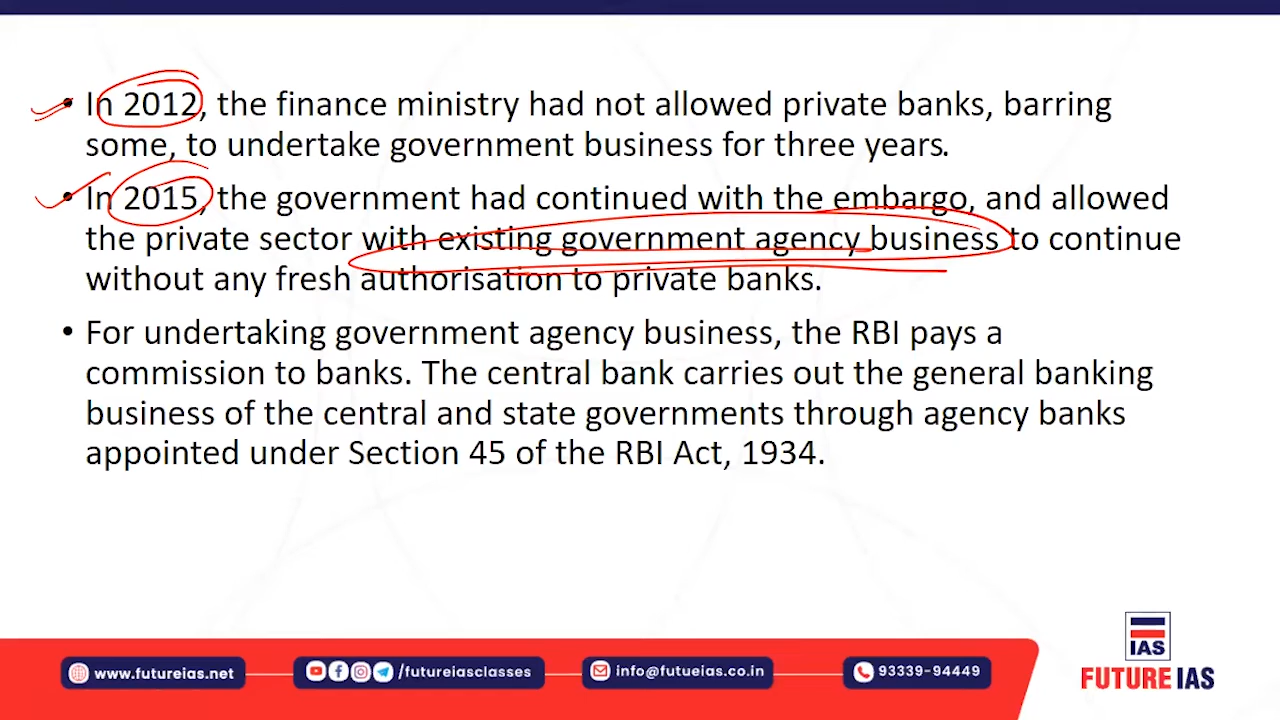 • In 2012, the finance ministry had not allowed private banks, barring
some, to undertake government business for three years.
• In 2015, the government had continued with the embargo, and allowed
the private sector with existing government agency business to continue
without any fresh authorisation to private banks.
• For undertaking government agency business, the RBI pays a
commission to banks. The central bank carries out the general banking
business of the central and state governments through agency banks
appointed under Section 45 of the RBI Act, 1934.
IAS
FUTURE IAS
www.futureias.net
/futureiasclasses
info@futueias.co.in
93339-94449